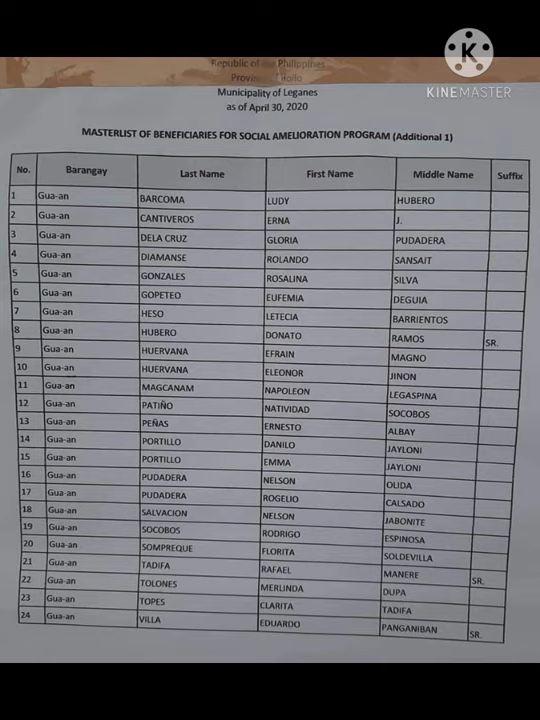 K
KINEMASTER
Republic of the Philippines
Province of Iloilo
Municipality of Leganes
as of April 30, 2020
MASTERLIST OF BENEFICIARIES FOR SOCIAL AMELIORATION PROGRAM (Additional 1)
No. Barangay Last Name First Name Middle Name Suffix
1 Gua-an BARCOMA LUDY HUBERO
2 Gua-an CANTIVEROS ERNA J.
3 Gua-an DELA CRUZ GLORIA PUDADERA
4 Gua-an DIAMANSE ROLANDO SANSAIT
5 Gua-an GONZALES ROSALINA SILVA
6 Gua-an GOPETEO EUFEMIA DEGUIA
7 Gua-an HESO LETECIA BARRIENTOS
8 Gua-an HUBERO DONATO RAMOS SR.
9 Gua-an HUERVANA EFRAIN MAGNO
10 Gua-an HUERVANA ELEONOR JINON
11 Gua-an MAGCANAM NAPOLEON LEGASPINA
12 Gua-an PATIÑO NATIVIDAD SOCOBOS
13 Gua-an PEÑAS ERNESTO ALBAY
14 Gua-an PORTILLO DANILO JAYLONI
15 Gua-an PORTILLO EMMA JAYLONI
16 Gua-an PUDADERA NELSON OLIDA
17 Gua-an PUDADERA ROGELIO CALSADO
18 Gua-an SALVACION NELSON JABONITE
19 Gua-an SOCOBOS RODRIGO ESPINOSA
20 Gua-an SOMPREQUE FLORITA SOLDEVILLA
21 Gua-an TADIFA RAFAEL MANERE SR.
22 Gua-an TOLONES MERLINDA DUPA
23 Gua-an TOPES CLARITA TADIFA
24 Gua-an VILLA EDUARDO PANGANIBAN SR.